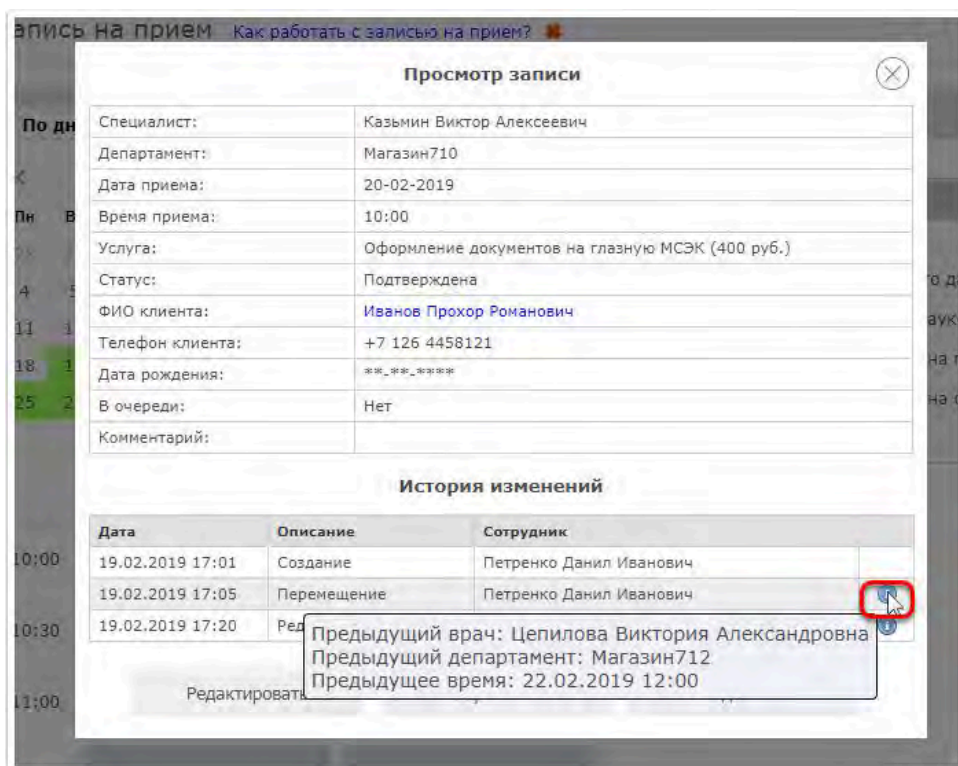 апись на прием Как работать с записью на прием?
Просмотр записи
По дн
Специалист: Казьмин Виктор Алексеевич
Департамент: Магазин710
Дата приема: 20-02-2019
Пн В
Время приема: 10:00
Услуга: Оформление документов на глазную МСЭК (400 руб.)
4 5
Статус: Подтверждена
ФИО клиента: Иванов Прохор Романович
11 1
Телефон клиента: +7 126 4458121
18 1
Дата рождения: **-**-****
25 2
В очереди: Нет
Комментарий:
История изменений
Дата Описание Сотрудник
10:00
19.02.2019 17:01 Создание Петренко Данил Иванович
19.02.2019 17:05 Перемещение Петренко Данил Иванович
10:30
19.02.2019 17:20 Ред
Предыдущий врач: Цепилова Виктория Александровна
Предыдущий департамент: Магазин712
Предыдущее время: 22.02.2019 12:00
Редактировать
11:00